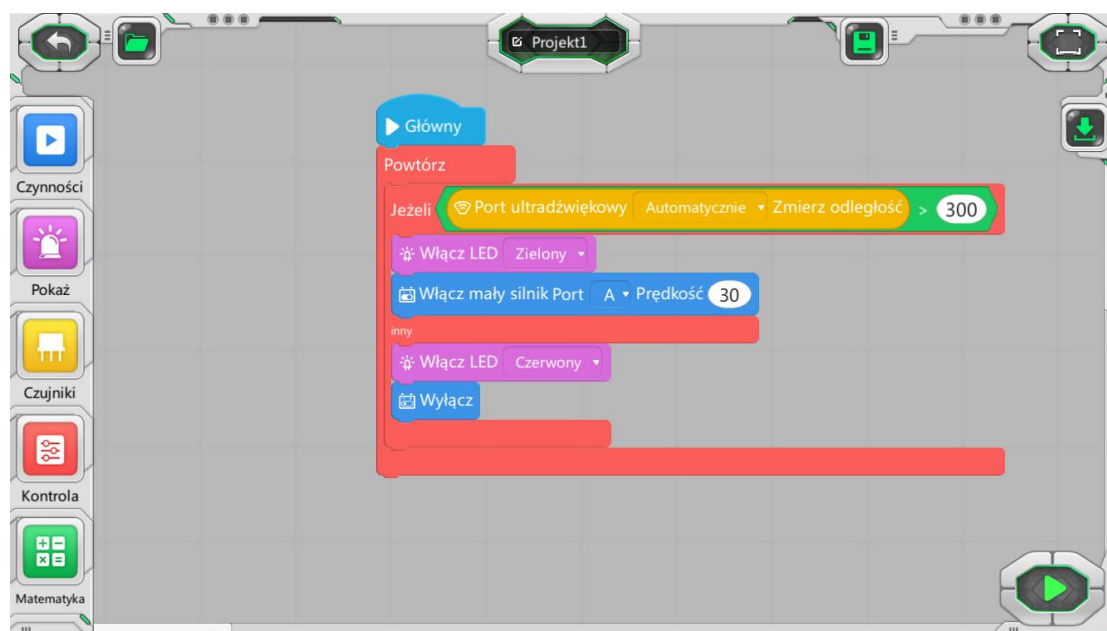 Projekt1
Główny
Powtórz
Jeżeli Port ultradźwiękowy Automatycznie Zmierz odległość > 300
Włącz LED Zielony
Włącz mały silnik Port A Prędkość 30
inny
Włącz LED Czerwony
Wyłącz
Czynności
Pokaż
Czujniki
Kontrola
Matematyka